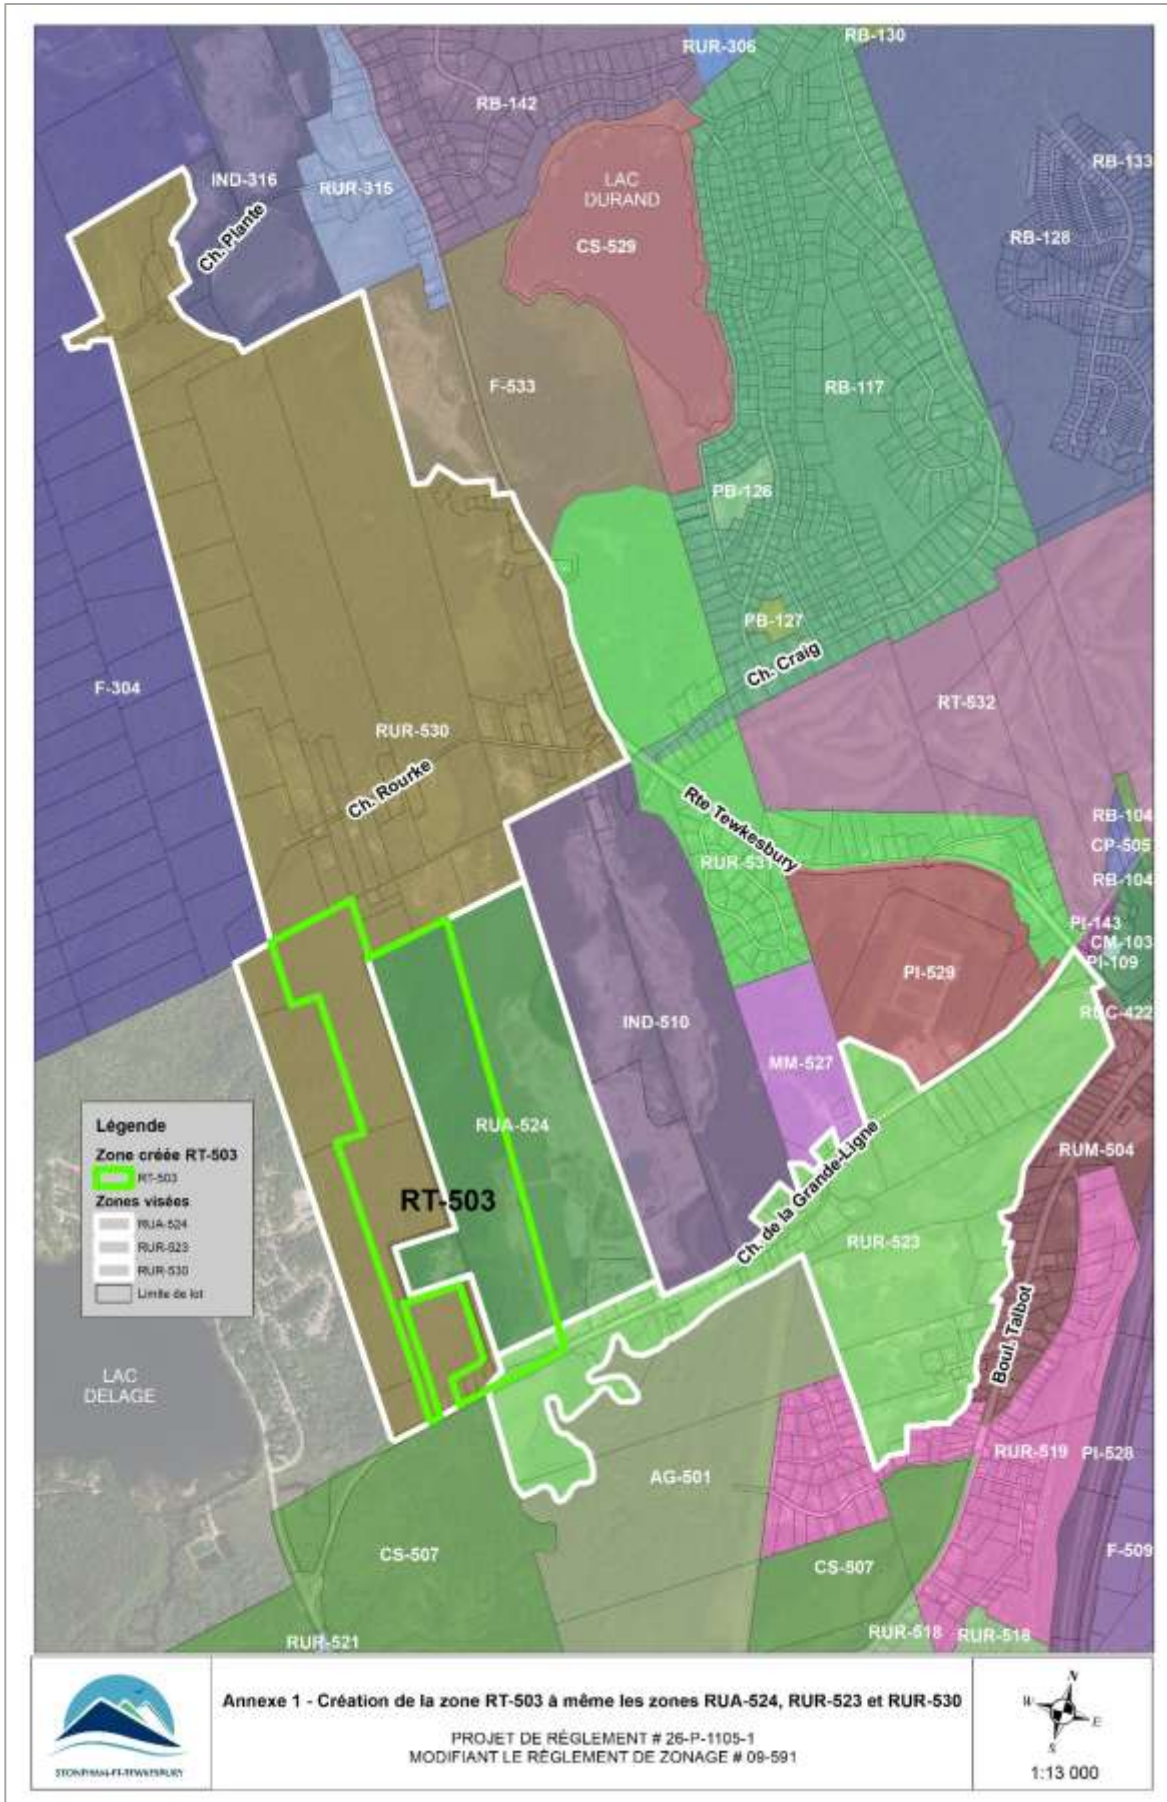 RB-130
RUR-306
RB-142
RB-133
IND-316
RUR-315
LAC
DURAND
Ch. Plante
RB-128
CS-529
F-533
RB-117
PB-126
PB-127
Ch. Craig
F-304
RT-532
RUR-530
Ch. Rourke
Rte Tewkesbury
RB-104
CP-505
RUR-531
RB-104
PI-143
CM-103
PI-109
PI-529
IND-510
MM-527
RUA-524
RUM-504
RT-503
Ch. de la Grande-Ligne
RUR-523
Boul. Talbot
Légende
Zone créée RT-503
RT-503
Zones visées
RUA-524
RUR-523
RUR-530
Limite de lot
LAC
DELAGE
RUR-519
PI-528
AG-501
CS-507
CS-507
F-509
RUR-518
RUR-518
RUR-521
STONEHAM-ET-TEWKESBURY
Annexe 1 - Création de la zone RT-503 à même les zones RUA-524, RUR-523 et RUR-530
PROJET DE RÈGLEMENT # 26-P-1105-1
MODIFIANT LE RÈGLEMENT DE ZONAGE # 09-591
N
W
E
S
1:13 000